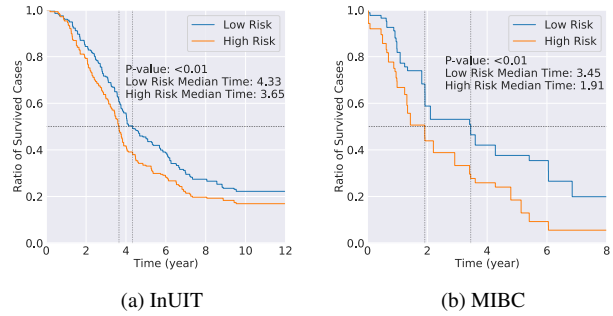 Ratio of Survived Cases
1.0
0.8
0.6
0.4
0.2
0.0
Low Risk
High Risk
P-value: <0.01
Low Risk Median Time: 4.33
High Risk Median Time: 3.65
0 2 4 6 8 10 12
Time (year)
(a) InUIT
Ratio of Survived Cases
1.0
0.8
0.6
0.4
0.2
0.0
Low Risk
High Risk
P-value: <0.01
Low Risk Median Time: 3.45
High Risk Median Time: 1.91
0 2 4 6 8
Time (year)
(b) MIBC